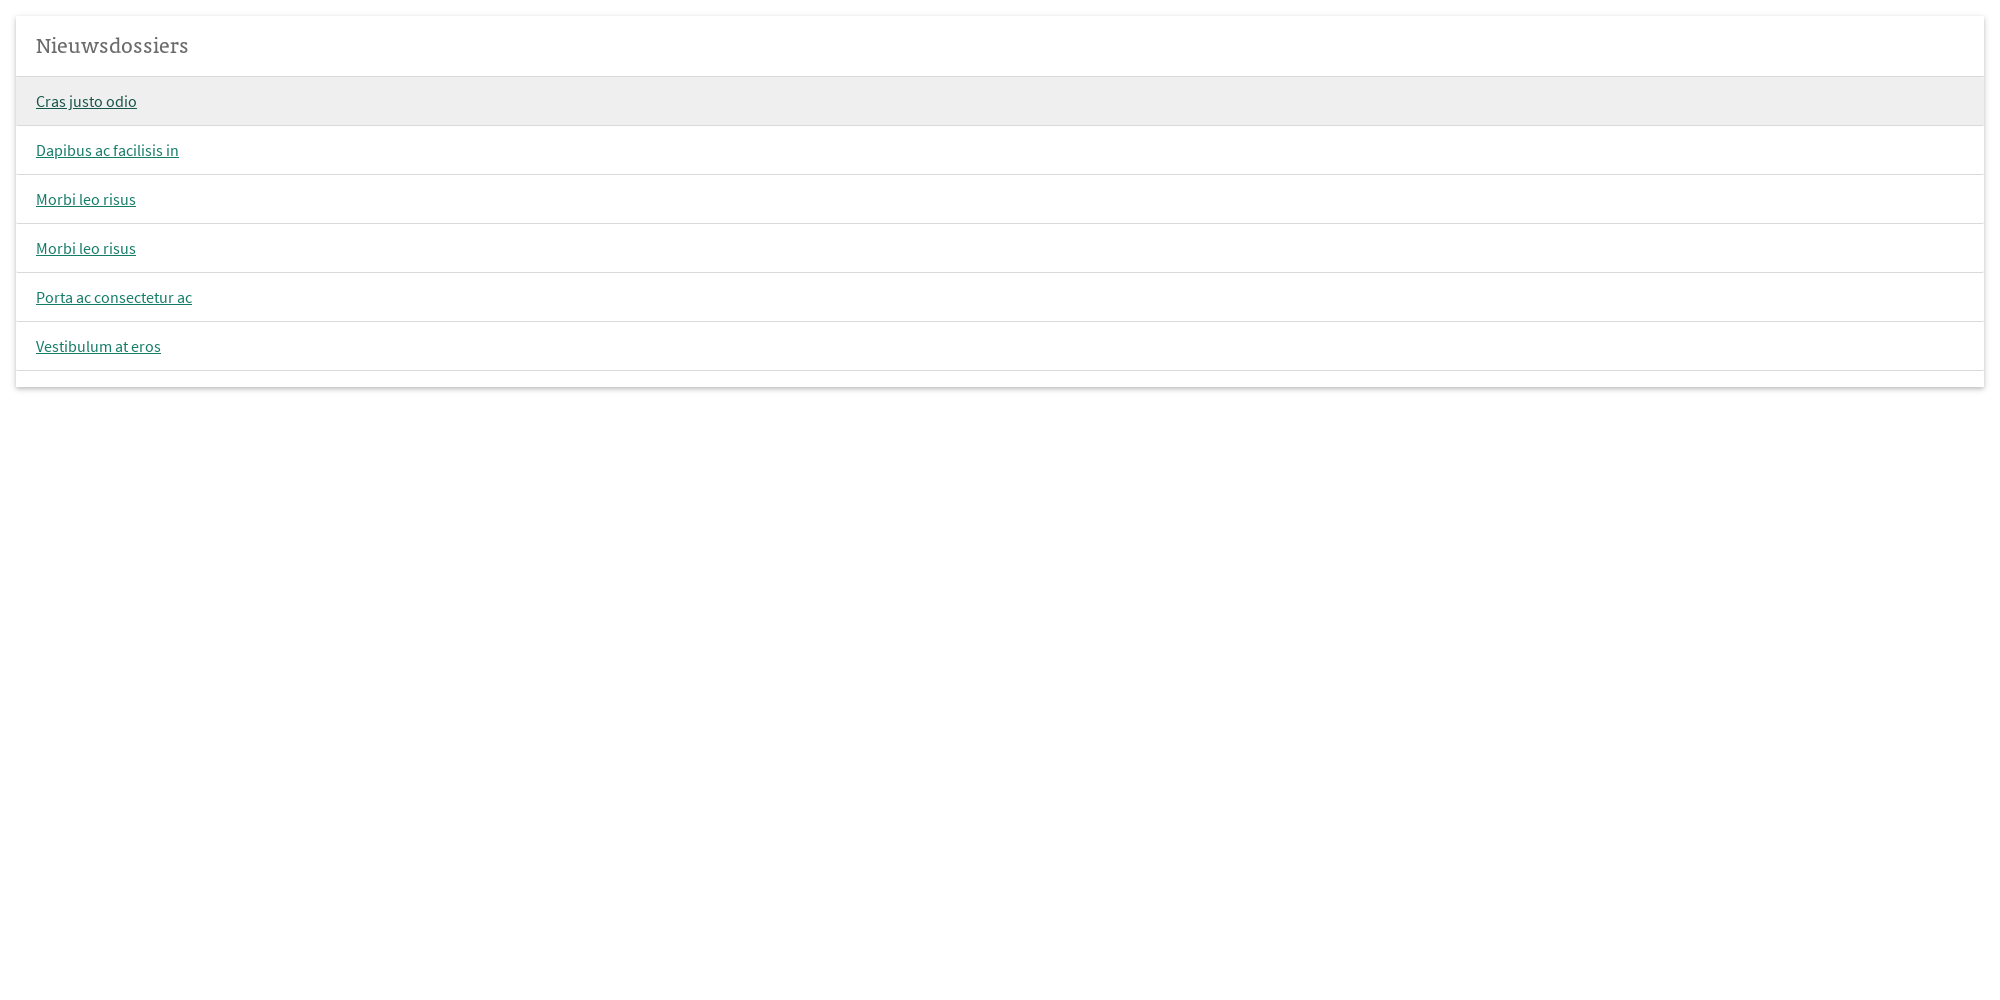 Nieuwsdossiers
Cras justo odio
Dapibus ac facilisis in
Morbi leo risus
Morbi leo risus
Porta ac consectetur ac
Vestibulum at eros